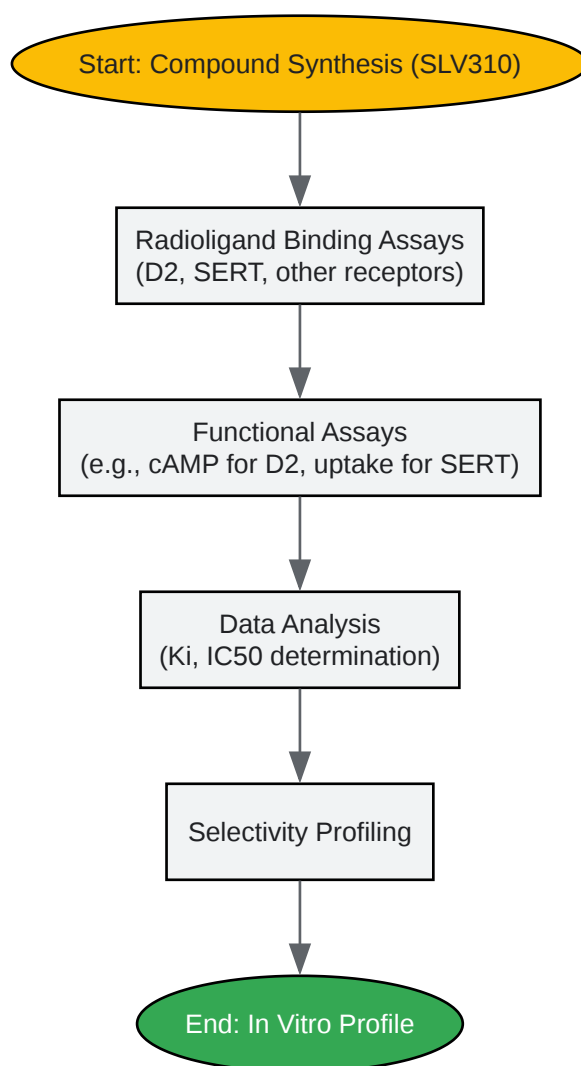 Start: Compound Synthesis (SLV310)
Radioligand Binding Assays
(D2, SERT, other receptors)
Functional Assays
(e.g., cAMP for D2, uptake for SERT)
Data Analysis
(Ki, IC50 determination)
Selectivity Profiling
End: In Vitro Profile